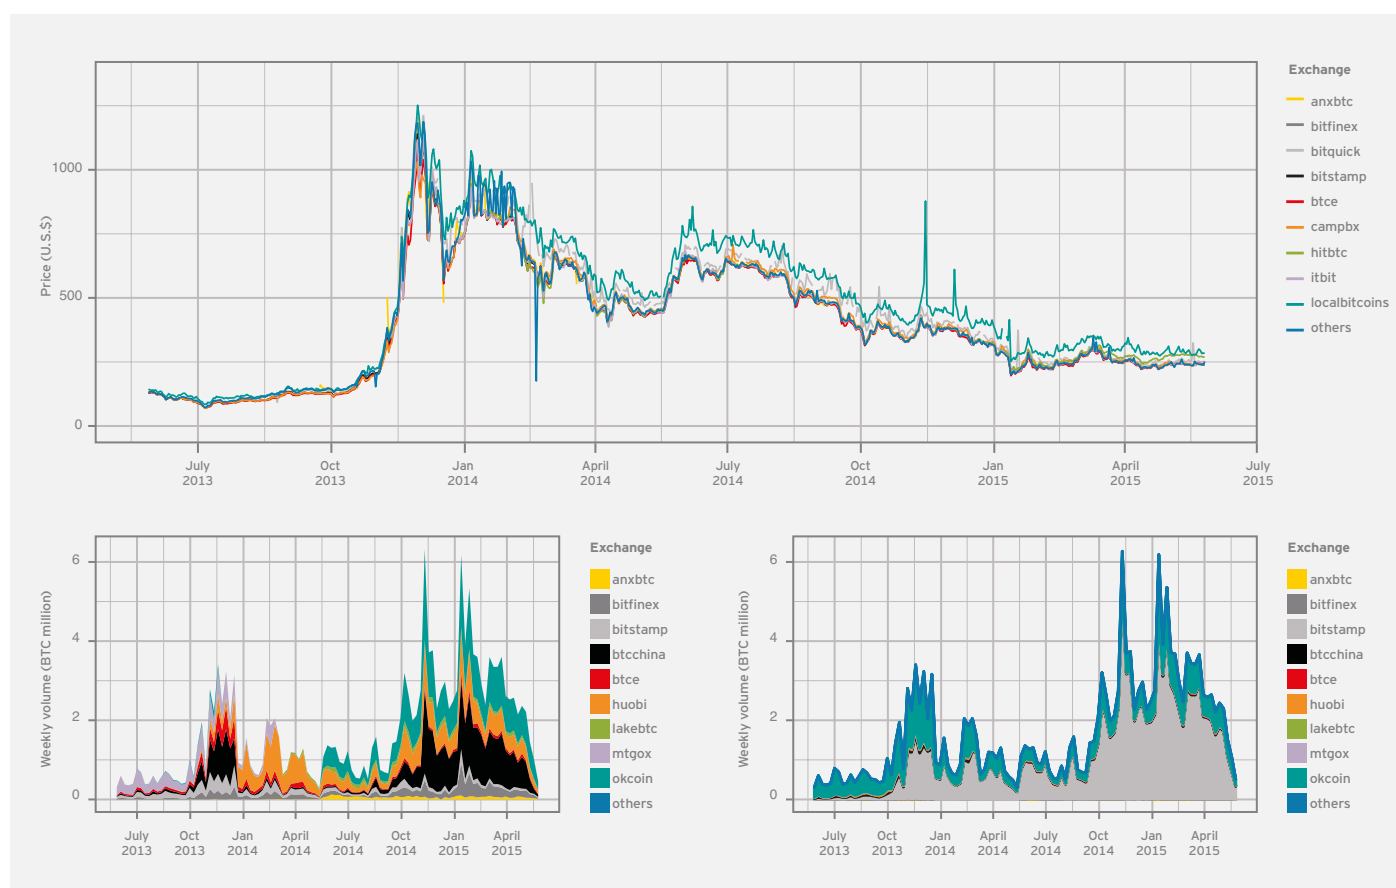 Exchange
anxbtc
bitfinex
bitquick
bitstamp
btce
campbx
hitbtc
itbit
localbitcoins
others
Price (U.S.$)
1000
500
0
July Oct Jan April July Oct Jan April July
2013 2013 2014 2014 2014 2014 2015 2015 2015
Weekly volume (BTC million)
6
4
2
0
July Oct Jan April July Oct Jan April
2013 2013 2014 2014 2014 2014 2015 2015
Exchange
anxbtc
bitfinex
bitstamp
btcchina
btce
huobi
lakebtc
mtgox
okcoin
others
Weekly volume (BTC million)
6
4
2
0
July Oct Jan April July Oct Jan April
2013 2013 2014 2014 2014 2014 2015 2015
Exchange
anxbtc
bitfinex
bitstamp
btcchina
btce
huobi
lakebtc
mtgox
okcoin
others